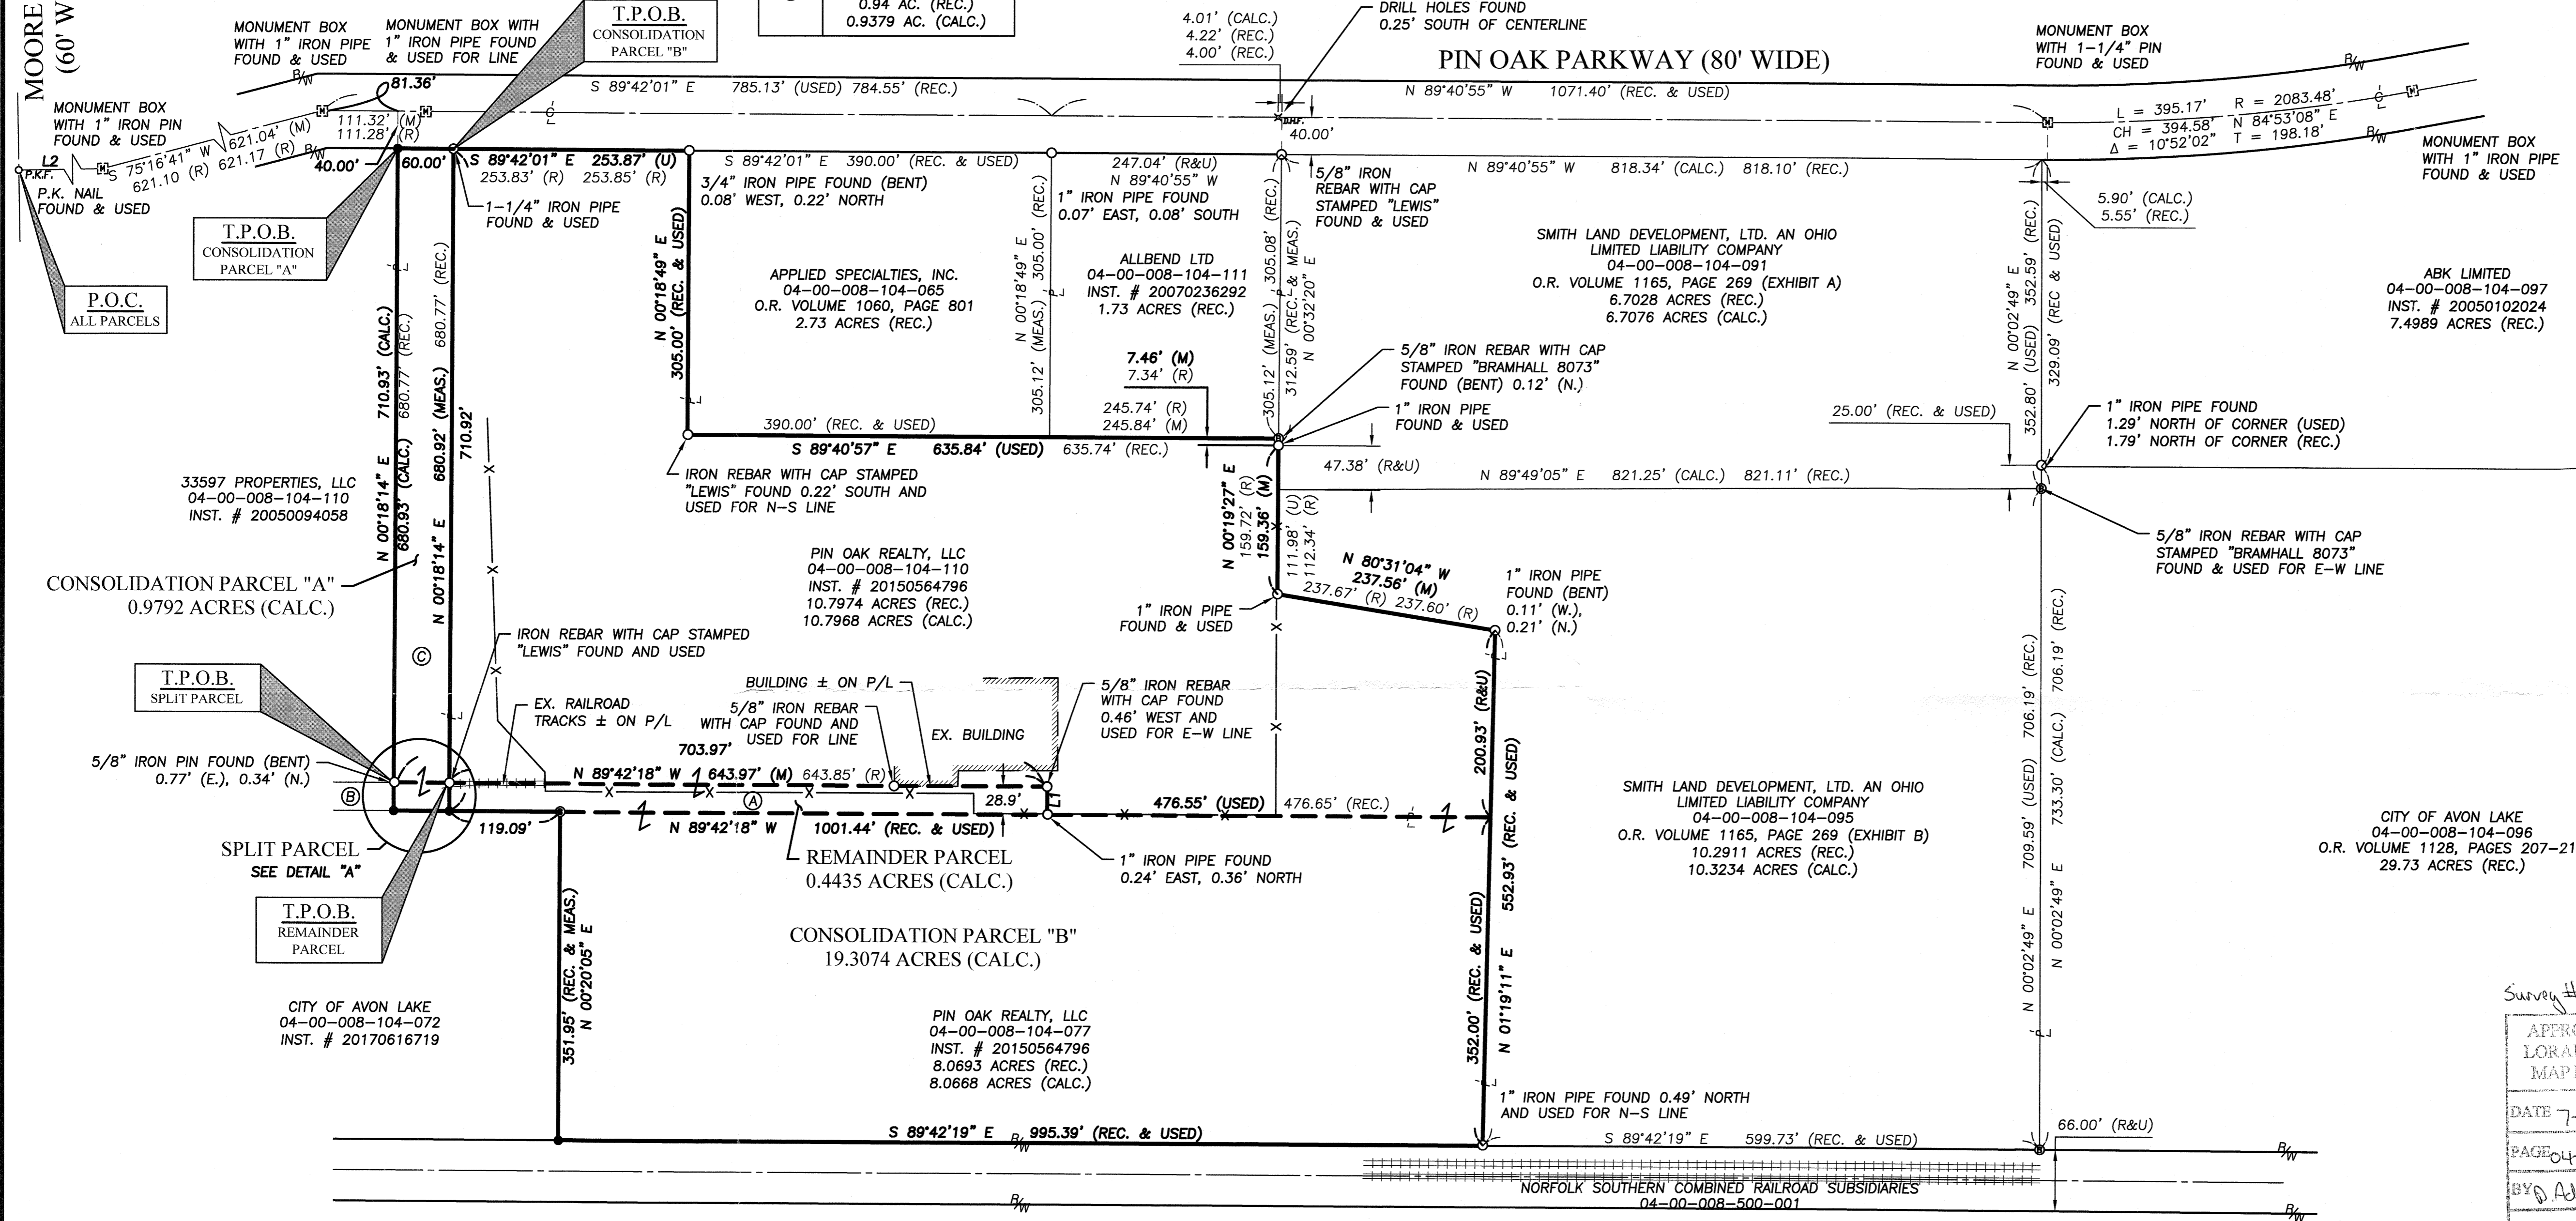 MOORE
(60' W
MONUMENT BOX
WITH 1" IRON PIPE
FOUND & USED
MONUMENT BOX WITH
1" IRON PIPE FOUND
& USED FOR LINE
T.P.O.B.
CONSOLIDATION
PARCEL "B"
0.94 AC. (REC.)
0.9379 AC. (CALC.)
4.01' (CALC.)
4.22' (REC.)
4.00' (REC.)
DRILL HOLES FOUND
0.25' SOUTH OF CENTERLINE
PIN OAK PARKWAY (80' WIDE)
MONUMENT BOX
WITH 1-1/4" PIN
FOUND & USED
R/W
81.36'
S 89°42'01" E 785.13' (USED) 784.55' (REC.)
N 89°40'55" W 1071.40' (REC. & USED)
R/W
L = 395.17' R = 2083.48'
CH = 394.58' N 84°53'08" E
Δ = 10°52'02" T = 198.18'
R/W
MONUMENT BOX
WITH 1" IRON PIPE
FOUND & USED
MONUMENT BOX
WITH 1" IRON PIN
FOUND & USED
L2
P.K.F.
P.K. NAIL
FOUND & USED
S 75°16'41" W 621.04' (M)
621.10 (R) 621.17 (R)
R/W
111.32' (M)
111.28' (R)
40.00'
60.00'
S 89°42'01" E 253.87' (U)
253.83' (R) 253.85' (R)
S 89°42'01" E 390.00' (REC. & USED)
247.04' (R&U)
N 89°40'55" W
D.H.F.
40.00'
N 89°40'55" W 818.34' (CALC.) 818.10' (REC.)
5.90' (CALC.)
5.55' (REC.)
1-1/4" IRON PIPE
FOUND & USED
3/4" IRON PIPE FOUND (BENT)
0.08' WEST, 0.22' NORTH
1" IRON PIPE FOUND
0.07' EAST, 0.08' SOUTH
5/8" IRON
REBAR WITH CAP
STAMPED "LEWIS"
FOUND & USED
T.P.O.B.
CONSOLIDATION
PARCEL "A"
P.O.C.
ALL PARCELS
N 00°18'49" E
305.00' (REC. & USED)
APPLIED SPECIALTIES, INC.
04-00-008-104-065
O.R. VOLUME 1060, PAGE 801
2.73 ACRES (REC.)
N 00°18'49" E 305.00' (REC.)
305.12' (MEAS.)
ALLBEND LTD
04-00-008-104-111
INST. # 20070236292
1.73 ACRES (REC.)
305.12' (MEAS.) 305.08' (REC.)
312.59' (REC. & MEAS.)
N 00°32'20" E
SMITH LAND DEVELOPMENT, LTD. AN OHIO
LIMITED LIABILITY COMPANY
04-00-008-104-091
O.R. VOLUME 1165, PAGE 269 (EXHIBIT A)
6.7028 ACRES (REC.)
6.7076 ACRES (CALC.)
N 00°02'49" E
352.80' (USED) 352.59' (REC.)
329.09' (REC & USED)
ABK LIMITED
04-00-008-104-097
INST. # 20050102024
7.4989 ACRES (REC.)
N 00°18'14" E 710.93' (CALC.)
680.93' (CALC.) 680.77' (REC.)
N 00°18'14" E 680.92' (MEAS.) 680.77' (REC.)
710.92'
7.46' (M)
7.34' (R)
245.74' (R)
245.84' (M)
390.00' (REC. & USED)
S 89°40'57" E 635.84' (USED) 635.74' (REC.)
5/8" IRON REBAR WITH CAP
STAMPED "BRAMHALL 8073"
FOUND (BENT) 0.12' (N.)
1" IRON PIPE
FOUND & USED
25.00' (REC. & USED)
1" IRON PIPE FOUND
1.29' NORTH OF CORNER (USED)
1.79' NORTH OF CORNER (REC.)
47.38' (R&U)
N 89°49'05" E 821.25' (CALC.) 821.11' (REC.)
IRON REBAR WITH CAP STAMPED
"LEWIS" FOUND 0.22' SOUTH AND
USED FOR N-S LINE
33597 PROPERTIES, LLC
04-00-008-104-110
INST. # 20050094058
N 00°19'27" E
159.72' (R)
159.36' (M)
111.98' (U)
112.34' (R)
5/8" IRON REBAR WITH CAP
STAMPED "BRAMHALL 8073"
FOUND & USED FOR E-W LINE
PIN OAK REALTY, LLC
04-00-008-104-110
INST. # 20150564796
10.7974 ACRES (REC.)
10.7968 ACRES (CALC.)
N 80°31'04" W
237.56' (M)
237.67' (R) 237.60' (R)
1" IRON PIPE
FOUND (BENT)
0.11' (W.),
0.21' (N.)
1" IRON PIPE
FOUND & USED
CONSOLIDATION PARCEL "A"
0.9792 ACRES (CALC.)
IRON REBAR WITH CAP STAMPED
"LEWIS" FOUND AND USED
C
T.P.O.B.
SPLIT PARCEL
EX. RAILROAD
TRACKS ± ON P/L
BUILDING ± ON P/L
5/8" IRON REBAR
WITH CAP FOUND AND
USED FOR LINE
EX. BUILDING
5/8" IRON REBAR
WITH CAP FOUND
0.46' WEST AND
USED FOR E-W LINE
5/8" IRON PIN FOUND (BENT)
0.77' (E.), 0.34' (N.)
703.97'
N 89°42'18" W 643.97' (M) 643.85' (R)
B
A
28.9'
L1
476.55' (USED) 476.65' (REC.)
119.09'
N 89°42'18" W 1001.44' (REC. & USED)
SPLIT PARCEL
SEE DETAIL "A"
REMAINDER PARCEL
0.4435 ACRES (CALC.)
1" IRON PIPE FOUND
0.24' EAST, 0.36' NORTH
200.93' (R&U)
552.93' (REC. & USED)
352.00' (REC. & USED)
N 01°19'11" E
SMITH LAND DEVELOPMENT, LTD. AN OHIO
LIMITED LIABILITY COMPANY
04-00-008-104-095
O.R. VOLUME 1165, PAGE 269 (EXHIBIT B)
10.2911 ACRES (REC.)
10.3234 ACRES (CALC.)
N 00°02'49" E 709.59' (USED) 706.19' (REC.)
N 00°02'49" E 733.30' (CALC.) 706.19' (REC.)
CITY OF AVON LAKE
04-00-008-104-096
O.R. VOLUME 1128, PAGES 207-21
29.73 ACRES (REC.)
T.P.O.B.
REMAINDER
PARCEL
351.95' (REC. & MEAS.)
N 00°20'05" E
CONSOLIDATION PARCEL "B"
19.3074 ACRES (CALC.)
CITY OF AVON LAKE
04-00-008-104-072
INST. # 20170616719
PIN OAK REALTY, LLC
04-00-008-104-077
INST. # 20150564796
8.0693 ACRES (REC.)
8.0668 ACRES (CALC.)
Survey #
APPRO
LORA
MAP
DATE 7-
PAGE 04-
BY D. Ad
1" IRON PIPE FOUND 0.49' NORTH
AND USED FOR N-S LINE
S 89°42'19" E 995.39' (REC. & USED)
R/W
S 89°42'19" E 599.73' (REC. & USED)
66.00' (R&U)
R/W
NORFOLK SOUTHERN COMBINED RAILROAD SUBSIDIARIES
04-00-008-500-001
R/W
R/W